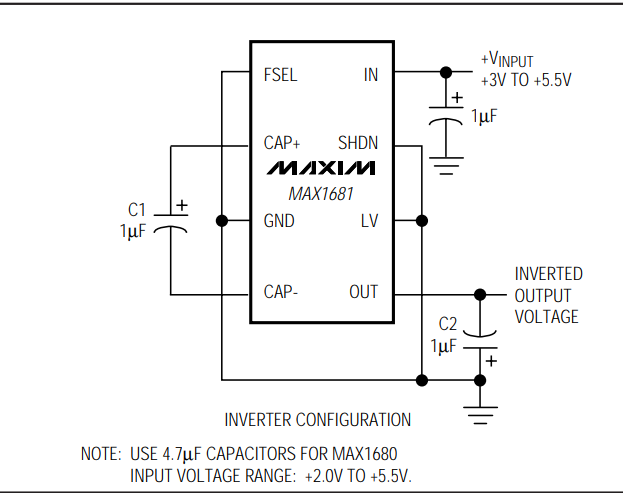 FSEL
IN
+VINPUT
+3V TO +5.5V
+
1µF
CAP+
SHDN
MAXIM
MAX1681
C1
+
1µF
GND
LV
CAP-
OUT
INVERTED
OUTPUT
VOLTAGE
C2
1µF
+
INVERTER CONFIGURATION
NOTE: USE 4.7µF CAPACITORS FOR MAX1680
INPUT VOLTAGE RANGE: +2.0V TO +5.5V.